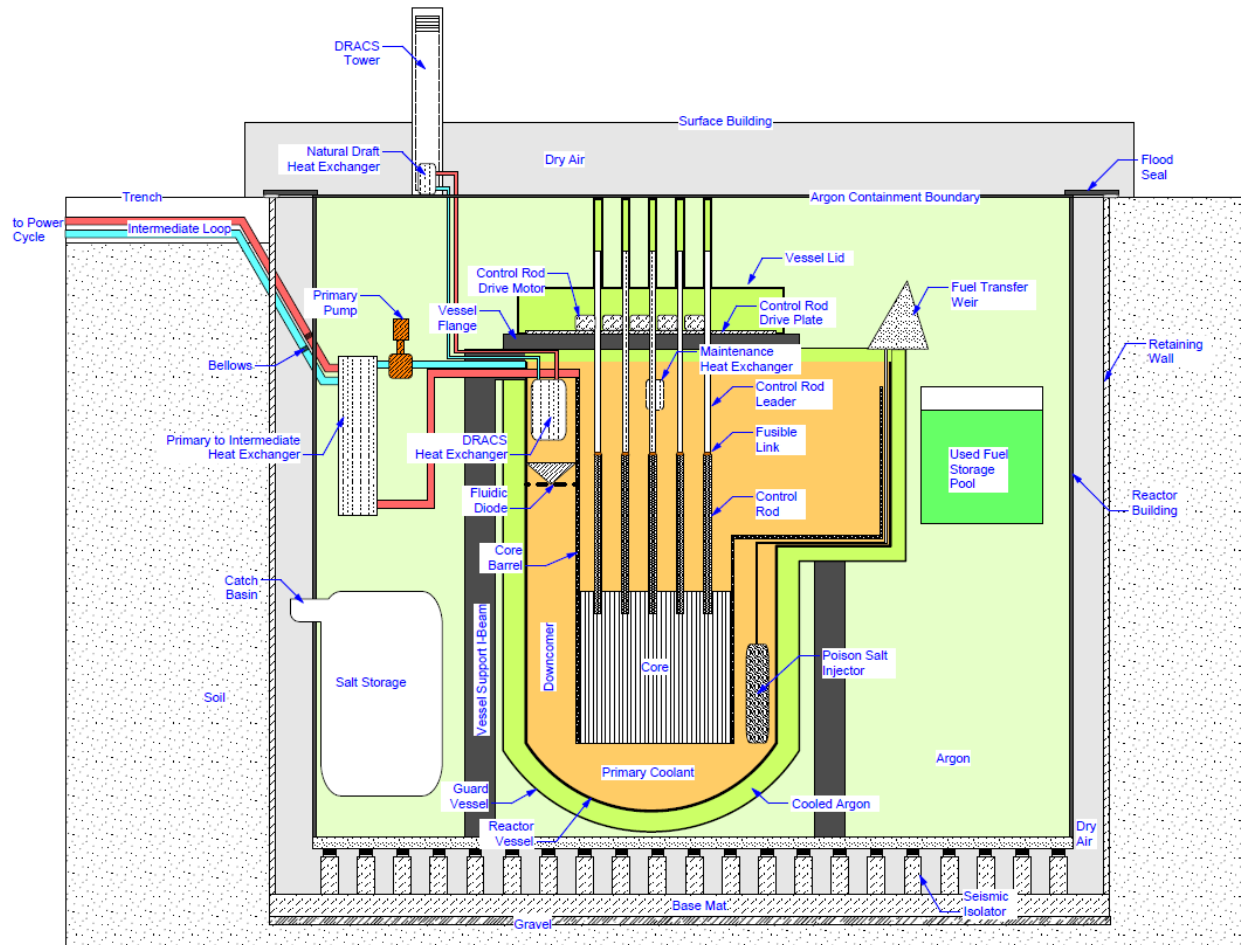 DRACS
Tower
Surface Building
Natural Draft
Heat Exchanger
Dry Air
Flood
Seal
Trench
Argon Containment Boundary
to Power
Cycle
Intermediate Loop
Vessel Lid
Control Rod
Drive Motor
Fuel Transfer
Weir
Primary
Pump
Vessel
Flange
Control Rod
Drive Plate
Retaining
Wall
Bellows
Maintenance
Heat Exchanger
Control Rod
Leader
Primary to Intermediate
Heat Exchanger
DRACS
Heat Exchanger
Fusible
Link
Used Fuel
Storage
Pool
Fluidic
Diode
Control
Rod
Reactor
Building
Core
Barrel
Catch
Basin
Vessel Support I-Beam
Downcomer
Core
Poison Salt
Injector
Salt Storage
Soil
Argon
Primary Coolant
Guard
Vessel
Cooled Argon
Reactor
Vessel
Dry
Air
Seismic
Isolator
Base Mat
Gravel